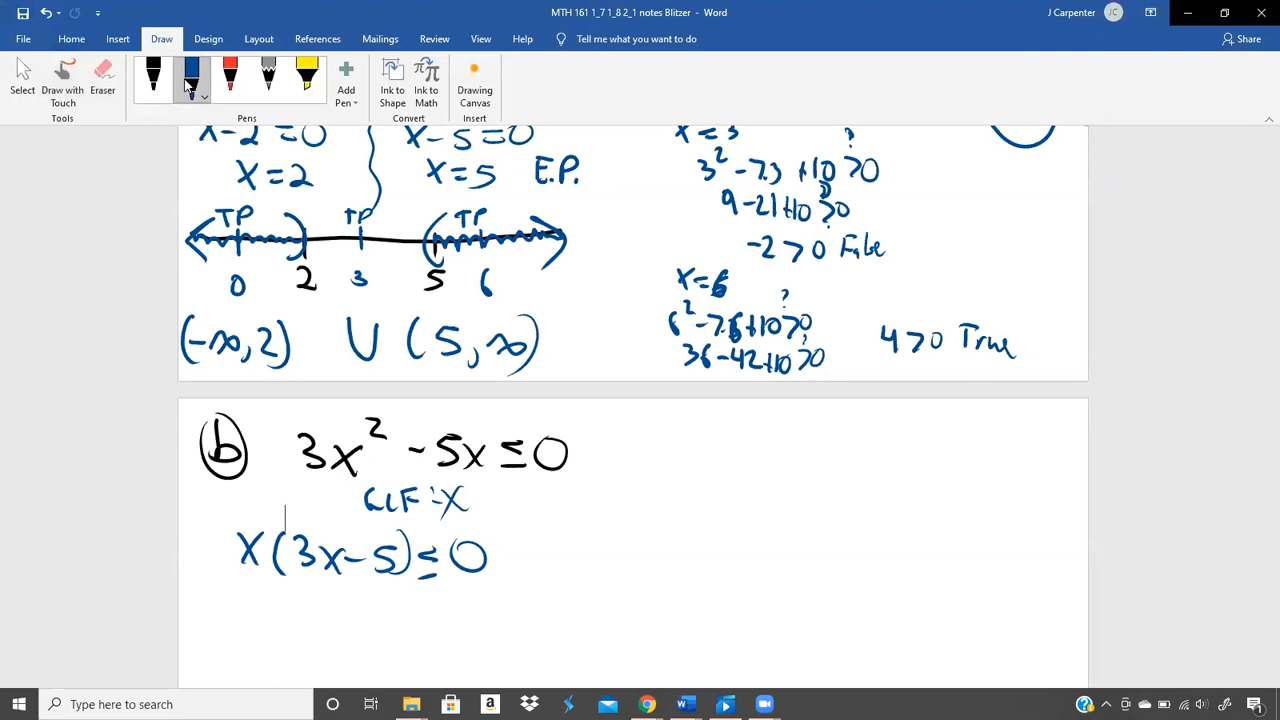 MTH 161 1_7 1_8 2_1 notes Blitzer - Word
J Carpenter JC
File Home Insert Draw Design Layout References Mailings Review View Help Tell me what you want to do Share
Select Draw with Touch Eraser Add Pen Ink to Shape Ink to Math Drawing Canvas
Tools Pens Convert Insert
x-2=0 x-5=0
x=2 x=5 E.P.
TP TP TP
0 2 3 5 6
(-∞,2) ∪ (5,∞)
x=3
?
3² -7.3 +10>0
9-21+10>0
-2>0 False
x=6
?
6²-7.6+10>0
36-42+10>0
4>0 True
b 3x² -5x≤0
GCF:x
x(3x-5)≤0
Type here to search